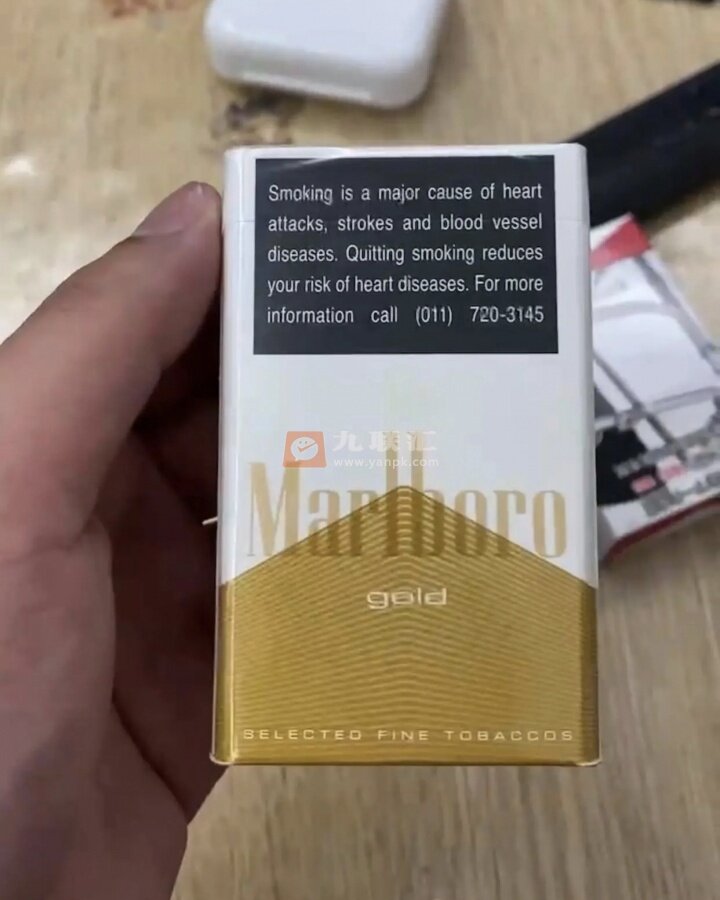 Smoking is a major cause of heart
attacks, strokes and blood vessel
diseases. Quitting smoking reduces
your risk of heart diseases. For more
information call (011) 720-3145
九联汇
www.yanpk.com
Marlboro
gold
SELECTED FINE TOBACCOS